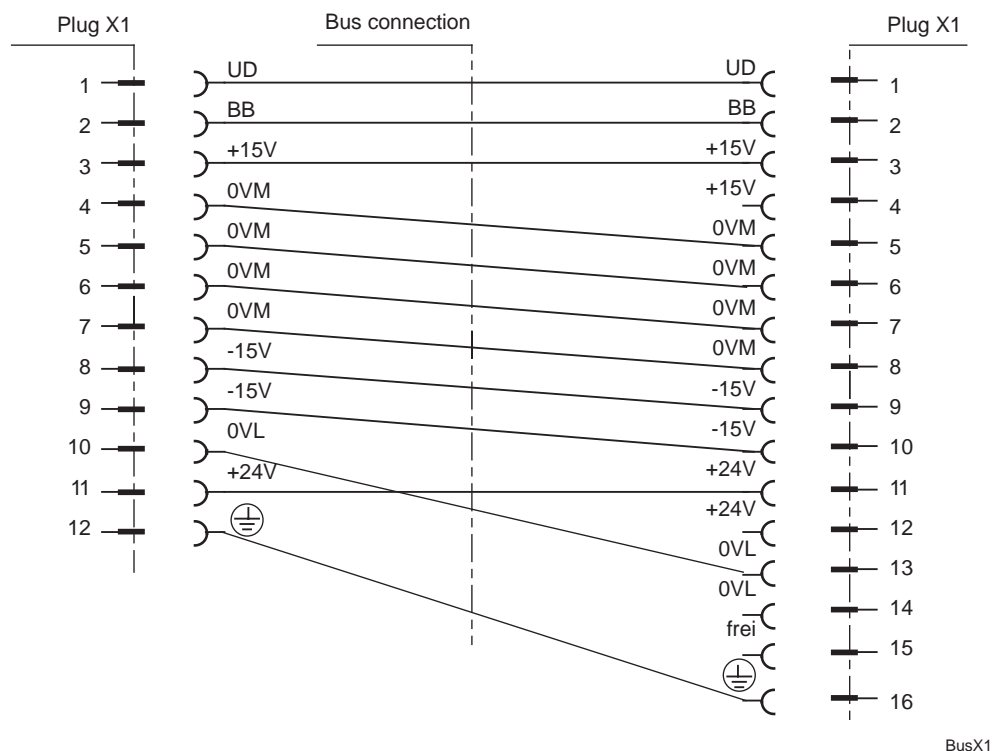 Plug X1 Bus connection Plug X1
1 UD UD 1
2 BB BB 2
3 +15V +15V 3
4 0VM +15V 4
5 0VM 0VM 5
6 0VM 0VM 6
7 0VM 0VM 7
8 -15V 0VM 8
9 -15V -15V 9
10 0VL -15V 10
11 +24V +24V 11
12 +24V 12
0VL 13
0VL 14
frei 15
16
BusX1